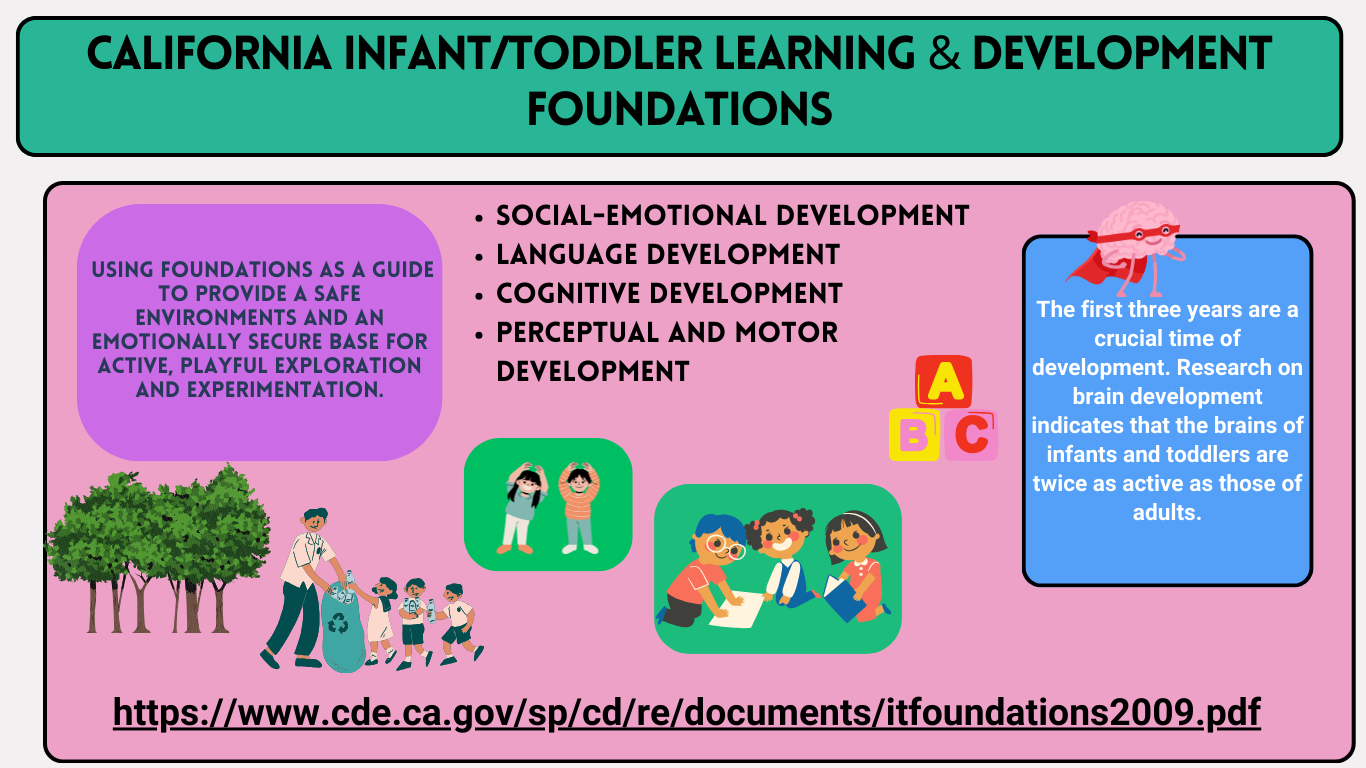 CALIFORNIA INFANT/TODDLER LEARNING & DEVELOPMENT
FOUNDATIONS
USING FOUNDATIONS AS A GUIDE
TO PROVIDE A SAFE
ENVIRONMENTS AND AN
EMOTIONALLY SECURE BASE FOR
ACTIVE, PLAYFUL EXPLORATION
AND EXPERIMENTATION.
• SOCIAL-EMOTIONAL DEVELOPMENT
• LANGUAGE DEVELOPMENT
• COGNITIVE DEVELOPMENT
• PERCEPTUAL AND MOTOR
DEVELOPMENT
A
B C
The first three years are a
crucial time of
development. Research on
brain development
indicates that the brains of
infants and toddlers are
twice as active as those of
adults.
https://www.cde.ca.gov/sp/cd/re/documents/itfoundations2009.pdf